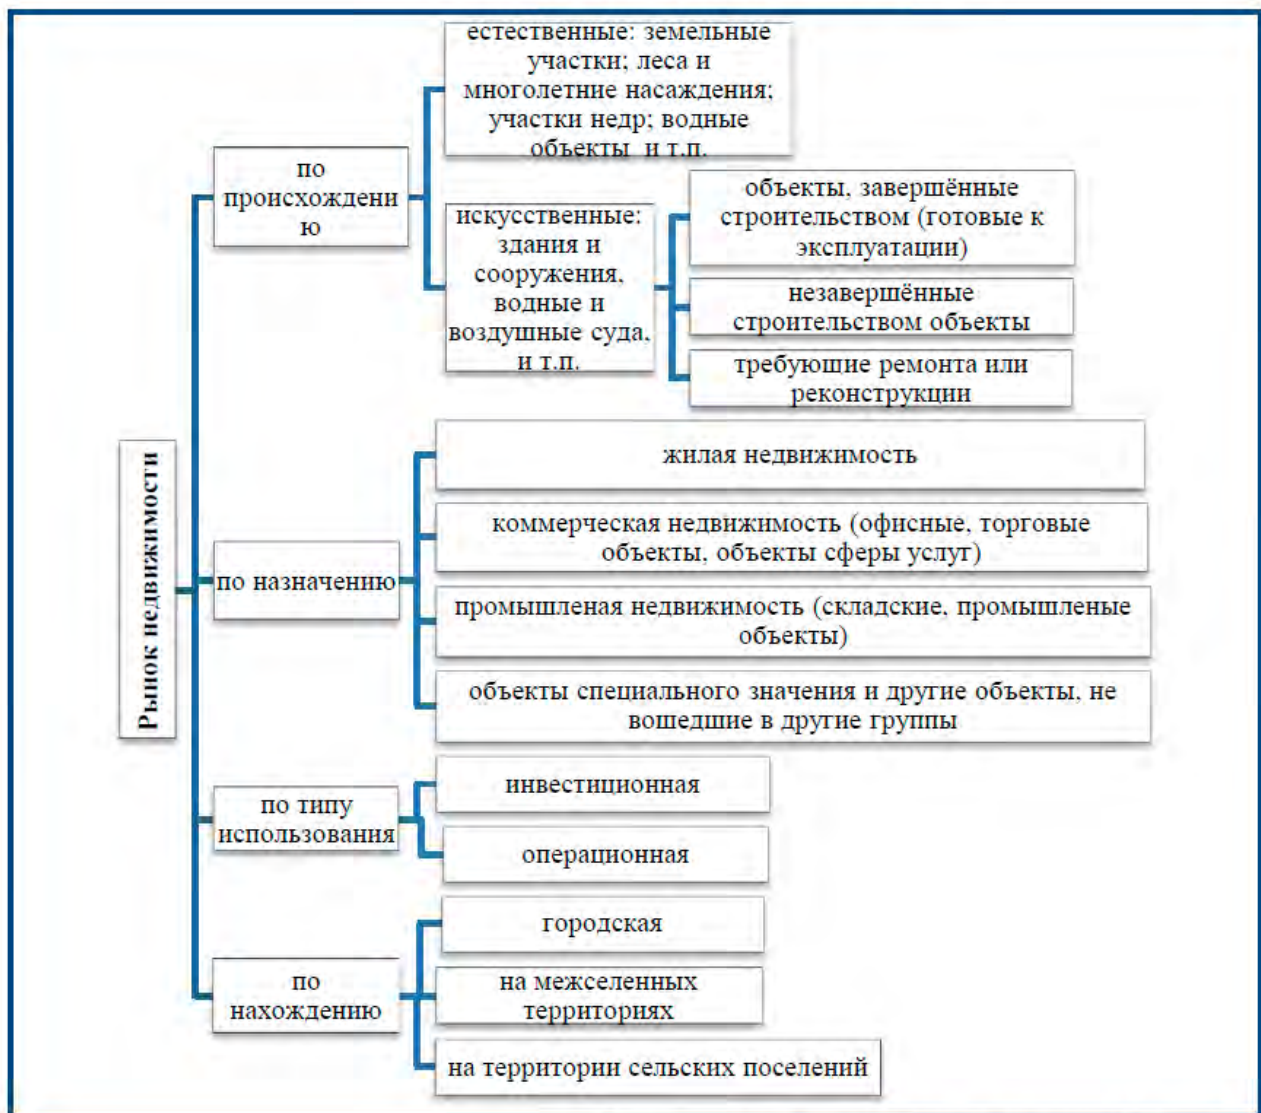 Рынок недвижимости
по
происхождени
ю
естественные: земельные
участки; леса и
многолетние насаждения;
участки недр; водные
объекты и т.п.
искусственные:
здания и
сооружения,
водные и
воздушные суда,
и т.п.
объекты, завершённые
строительством (готовые к
эксплуатации)
незавершённые
строительством объекты
требующие ремонта или
реконструкции
по назначению
жилая недвижимость
коммерческая недвижимость (офисные, торговые
объекты, объекты сферы услуг)
промышленая недвижимость (складские, промышленые
объекты)
объекты специального значения и другие объекты, не
вошедшие в другие группы
по типу
использования
инвестиционная
операционная
по
нахождению
городская
на межселенных
территориях
на территории сельских поселений